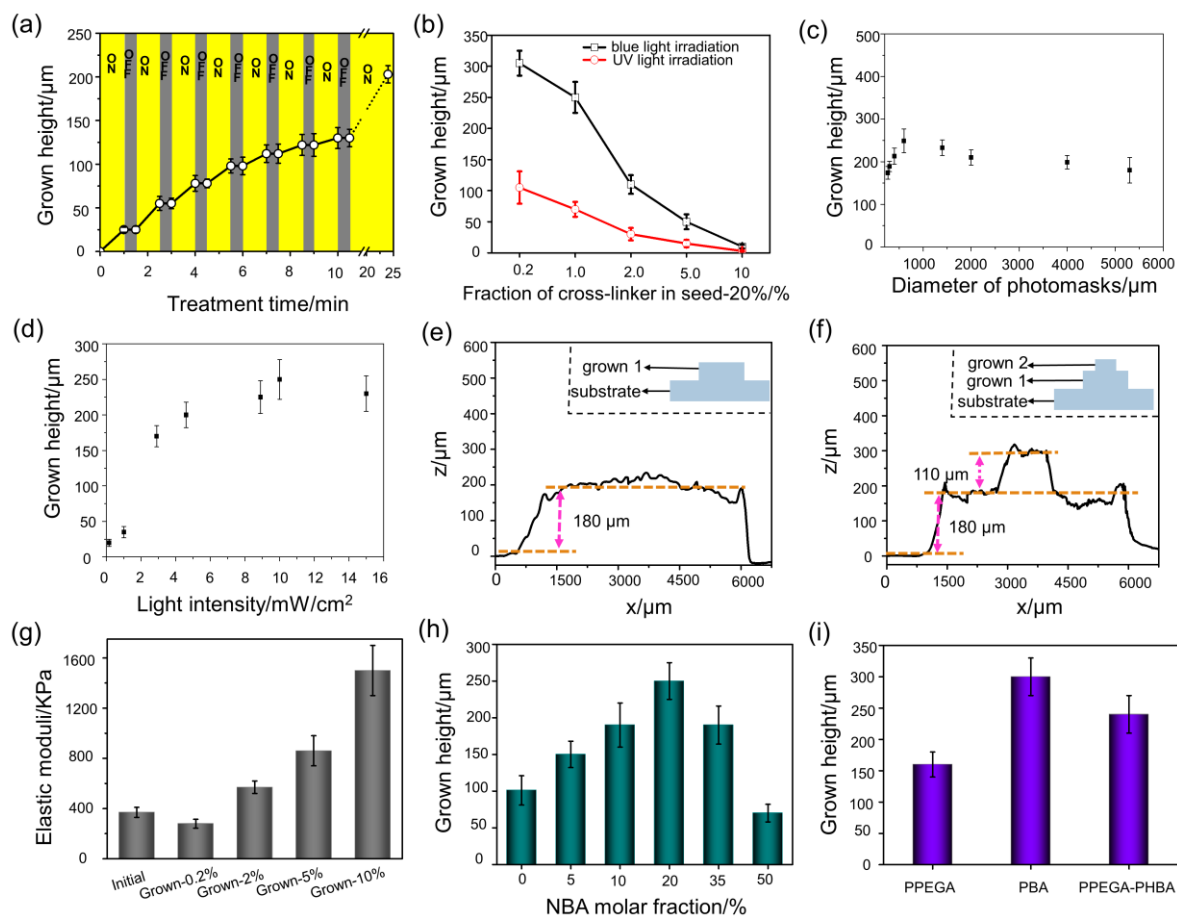 (a)
250
200
150
100
50
0
Grown height/µm
ON OFF ON OFF ON OFF ON OFF ON OFF ON OFF ON OFF ON
0 2 4 6 8 10 20 25
Treatment time/min
(b)
350
300
250
200
150
100
50
0
Grown height/µm
blue light irradiation
UV light irradiation
0.2 1.0 2.0 5.0 10
Fraction of cross-linker in seed-20%/%
(c)
500
400
300
200
100
0
Grown height/µm
1000 2000 3000 4000 5000 6000
Diameter of photomasks/µm
(d)
300
250
200
150
100
50
0
Grown height/µm
0 2 4 6 8 10 12 14 16
Light intensity/mW/cm²
(e)
600
500
400
300
200
100
0
z/µm
grown 1
substrate
180 µm
0 1500 3000 4500 6000
x/µm
(f)
600
500
400
300
200
100
0
z/µm
grown 2
grown 1
substrate
110 µm
180 µm
0 1500 3000 4500 6000
x/µm
(g)
1600
1200
800
400
0
Elastic moduli/KPa
Initial Grown-0.2% Grown-2% Grown-5% Grown-10%
(h)
300
250
200
150
100
50
0
Grown height/µm
0 5 10 20 35 50
NBA molar fraction/%
(i)
350
300
250
200
150
100
50
0
Grown height/µm
PPEGA PBA PPEGA-PHBA